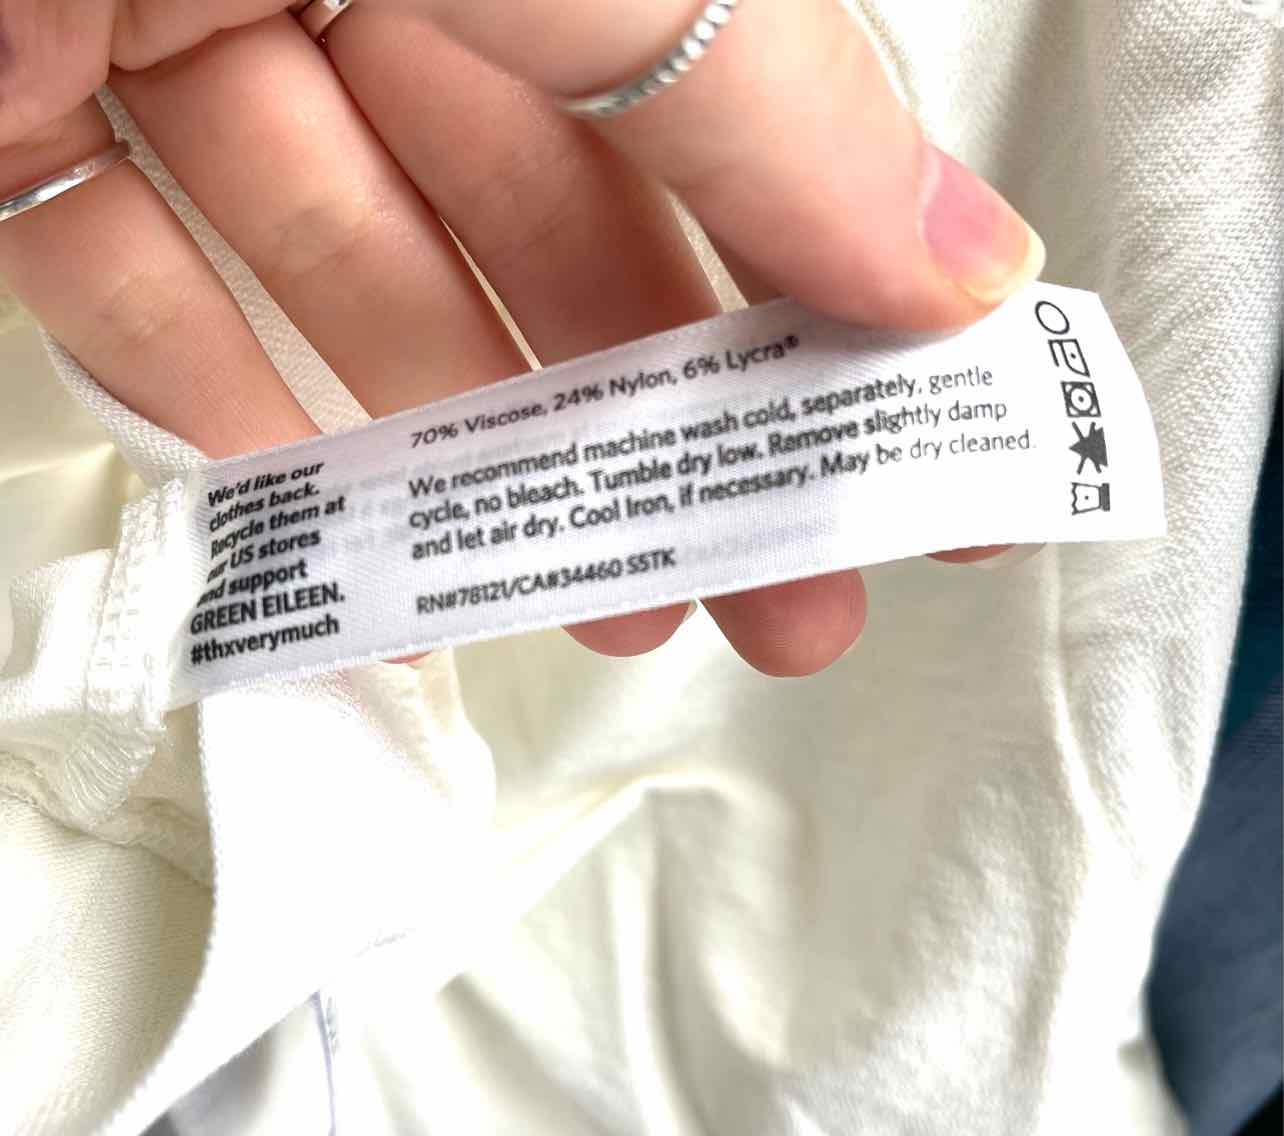 We'd like our
clothes back.
Recycle them at
our US stores
and support
GREEN EILEEN.
#thxverymuch
70% Viscose, 24% Nylon, 6% Lycra®
We recommend machine wash cold, separately, gentle
cycle, no bleach. Tumble dry low. Remove slightly damp
and let air dry. Cool Iron, if necessary. May be dry cleaned.
RN#78121/CA#34460 SSTK